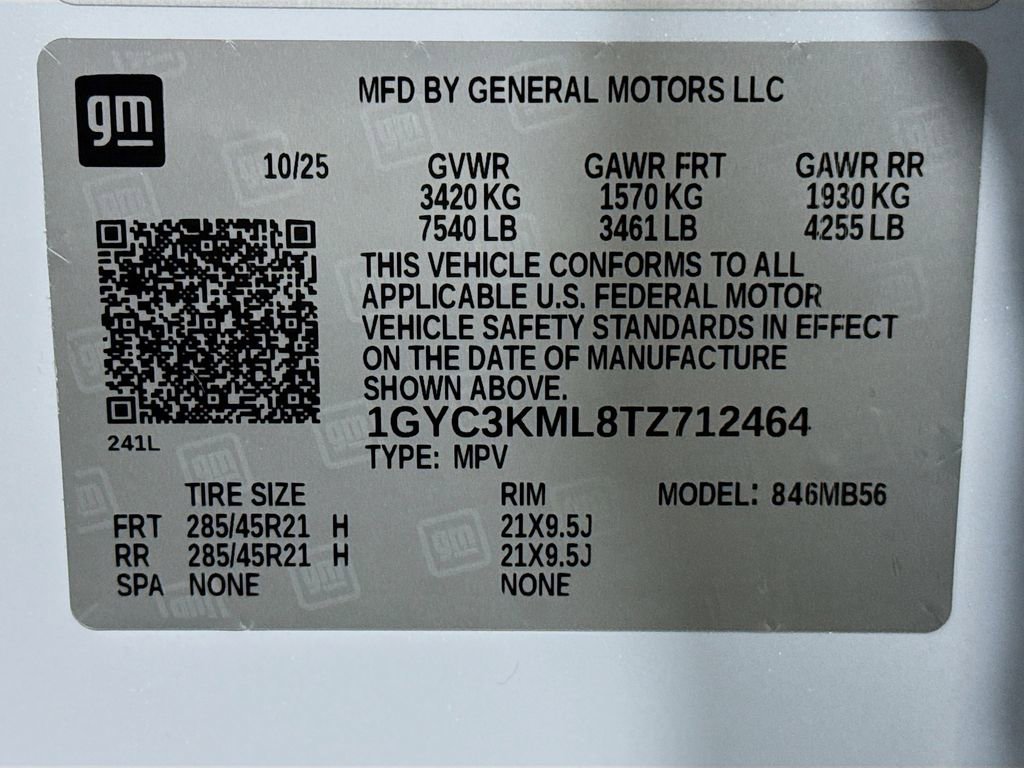 gm
MFD BY GENERAL MOTORS LLC
10/25 GVWR GAWR FRT GAWR RR
3420 KG 1570 KG 1930 KG
7540 LB 3461 LB 4255 LB
THIS VEHICLE CONFORMS TO ALL
APPLICABLE U.S. FEDERAL MOTOR
VEHICLE SAFETY STANDARDS IN EFFECT
ON THE DATE OF MANUFACTURE
SHOWN ABOVE.
1GYC3KML8TZ712464
241L
TYPE: MPV
TIRE SIZE RIM MODEL: 846MB56
FRT 285/45R21 H 21X9.5J
RR 285/45R21 H 21X9.5J
SPA NONE NONE